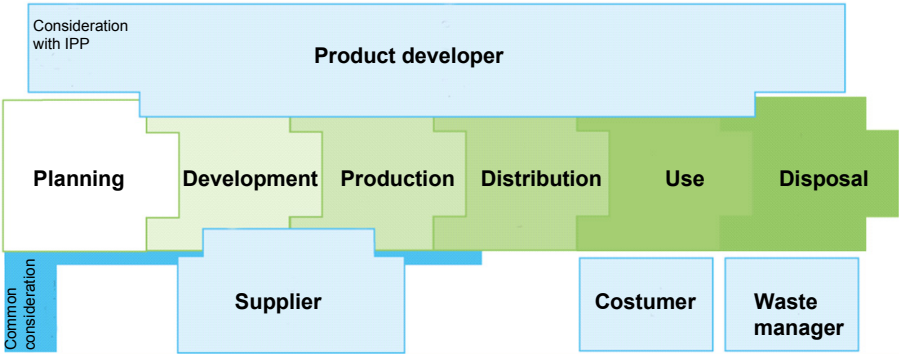 Consideration
with IPP
Product developer
Planning
Development
Production
Distribution
Use
Disposal
Common
consideration
Supplier
Costumer
Waste
manager